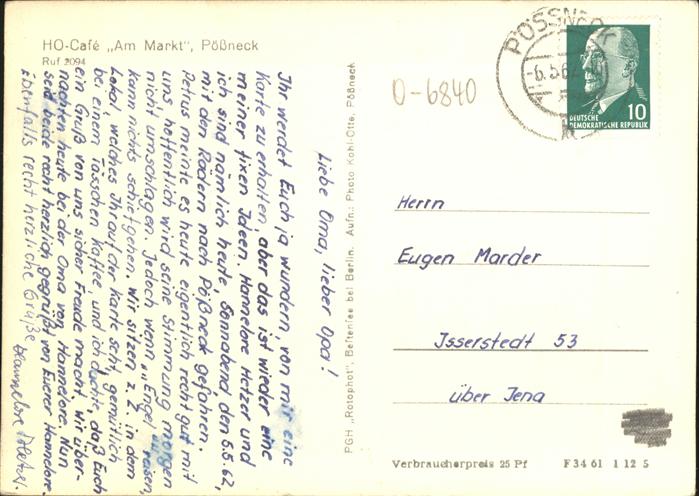 HO-Café „Am Markt“, Pößneck
Ruf 2094
Liebe Oma, lieber Opa!
Ihr werdet Euch ja wundern, von mir eine
Karte zu erhalten, aber das ist wieder eine
meiner fixen Ideen. Hannelore Hetzer und
ich sind nämlich heute, Sonnabend den 5.5.62,
mit den Rädern nach Pößneck gefahren.
Petrus meinte es heute eigentlich recht gut mit
uns, hoffentlich wird seine Stimmung morgen
nicht umschlagen. Jedoch wenn „Engel“ reisen,
kann nichts schiefgehen. Wir sitzen z. Z. in dem
Lokal, welches Ihr auf der Karte seht, gemütlich
bei einem Tässchen Kaffee und ich dachte, daß Euch
ein Gruß von uns sicher Freude macht. Wir über-
nachten heute bei der Oma von Hannelore. Nun
seid beide recht herzlich gegrüßt von Eurer Hannelore.
Ebenfalls recht herzliche Grüße
Hannelore Hetzer.
PGH „Rotophot“, Bestensee bei Berlin. Aufn.: Photo Kohl-Otte, Pößneck
O-6840
PÖSSNECK
-6.5.6
h
10
DEUTSCHE
DEMOKRATISCHE REPUBLIK
Herrn
Eugen Marder
Isserstedt 53
über Jena
Verbraucherpreis 25 Pf F 34 61 1 12 5